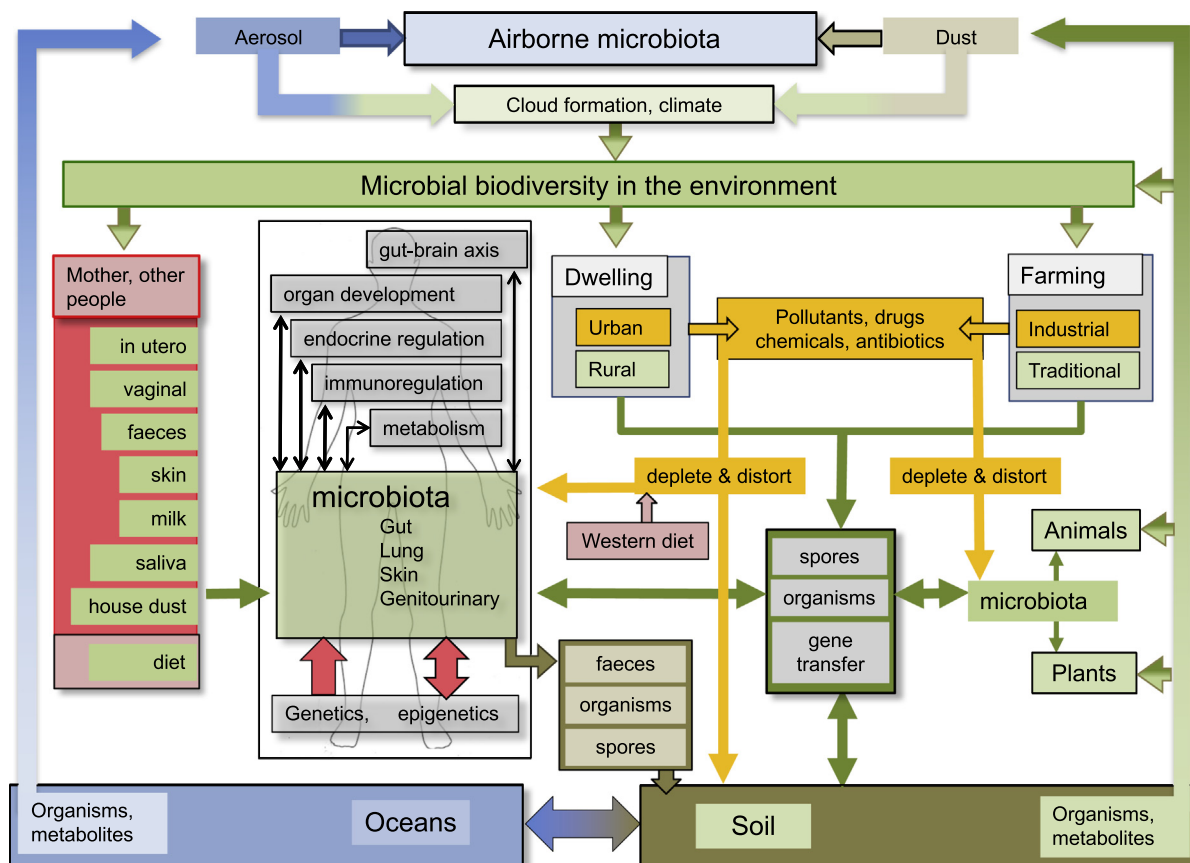 Aerosol
Airborne microbiota
Dust
Cloud formation, climate
Microbial biodiversity in the environment
Mother, other
people
in utero
vaginal
faeces
skin
milk
saliva
house dust
diet
gut-brain axis
organ development
endocrine regulation
immunoregulation
metabolism
microbiota
Gut
Lung
Skin
Genitourinary
Genetics, epigenetics
Dwelling
Urban
Rural
Pollutants, drugs
chemicals, antibiotics
Farming
Industrial
Traditional
deplete & distort
deplete & distort
Western diet
spores
organisms
gene
transfer
Animals
microbiota
Plants
faeces
organisms
spores
Organisms,
metabolites
Oceans
Soil
Organisms,
metabolites